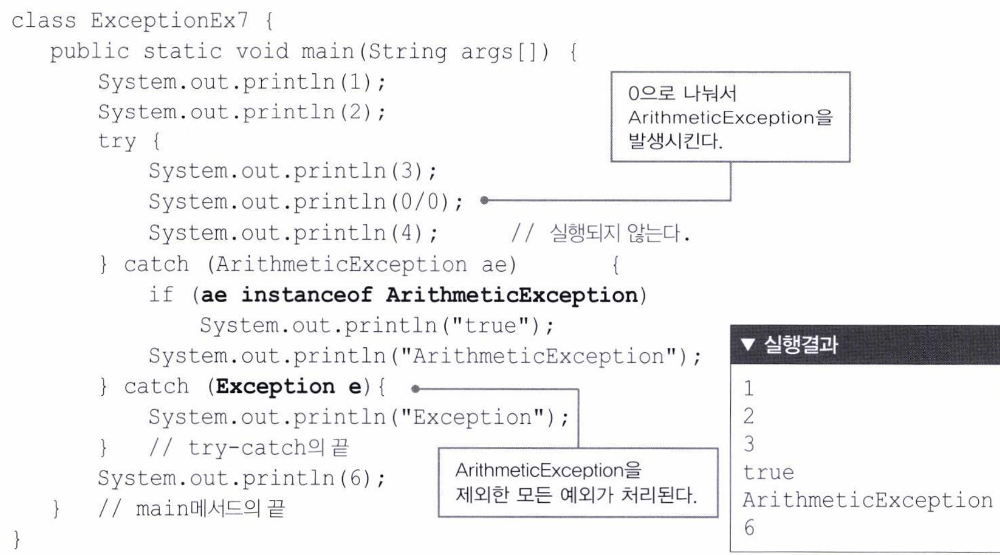 class ExceptionEx7 {
public static void main(String args[]) {
System.out.println(1);
System.out.println(2);
try {
System.out.println(3);
System.out.println(0/0);
System.out.println(4); // 실행되지 않는다.
} catch (ArithmeticException ae) {
if (ae instanceof ArithmeticException)
System.out.println("true");
System.out.println("ArithmeticException");
} catch (Exception e){
System.out.println("Exception");
} // try-catch의 끝
System.out.println(6);
} // main메서드의 끝
}
0으로 나눠서
ArithmeticException을
발생시킨다.
ArithmeticException을
제외한 모든 예외가 처리된다.
▼ 실행결과
1
2
3
true
ArithmeticException
6